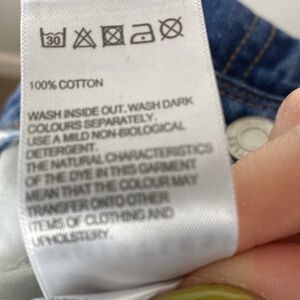 30
100% COTTON
WASH INSIDE OUT. WASH DARK
COLOURS SEPARATELY.
USE A MILD NON-BIOLOGICAL
DETERGENT.
THE NATURAL CHARACTERISTICS
OF THE DYE IN THIS GARMENT
MEAN THAT THE COLOUR MAY
TRANSFER ONTO OTHER
ITEMS OF CLOTHING AND
UPHOLSTERY.